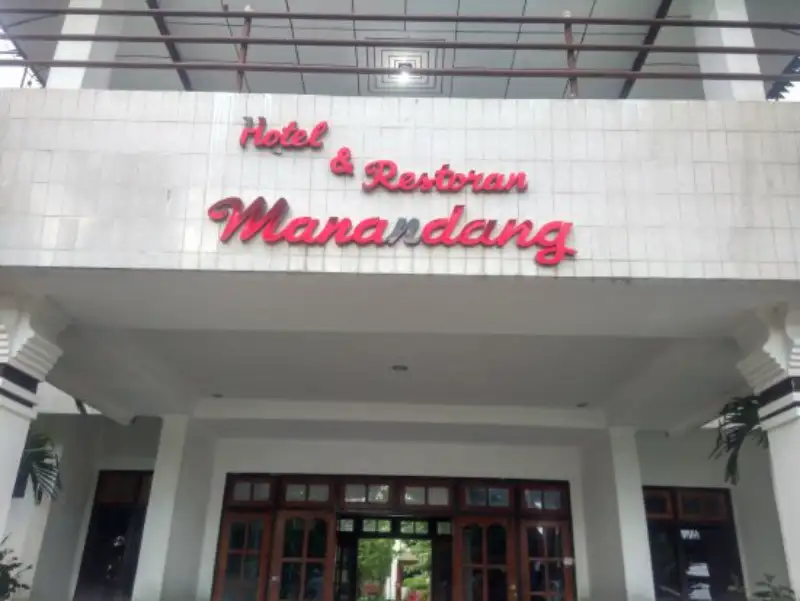 Hotel
& Restoran
Manandang